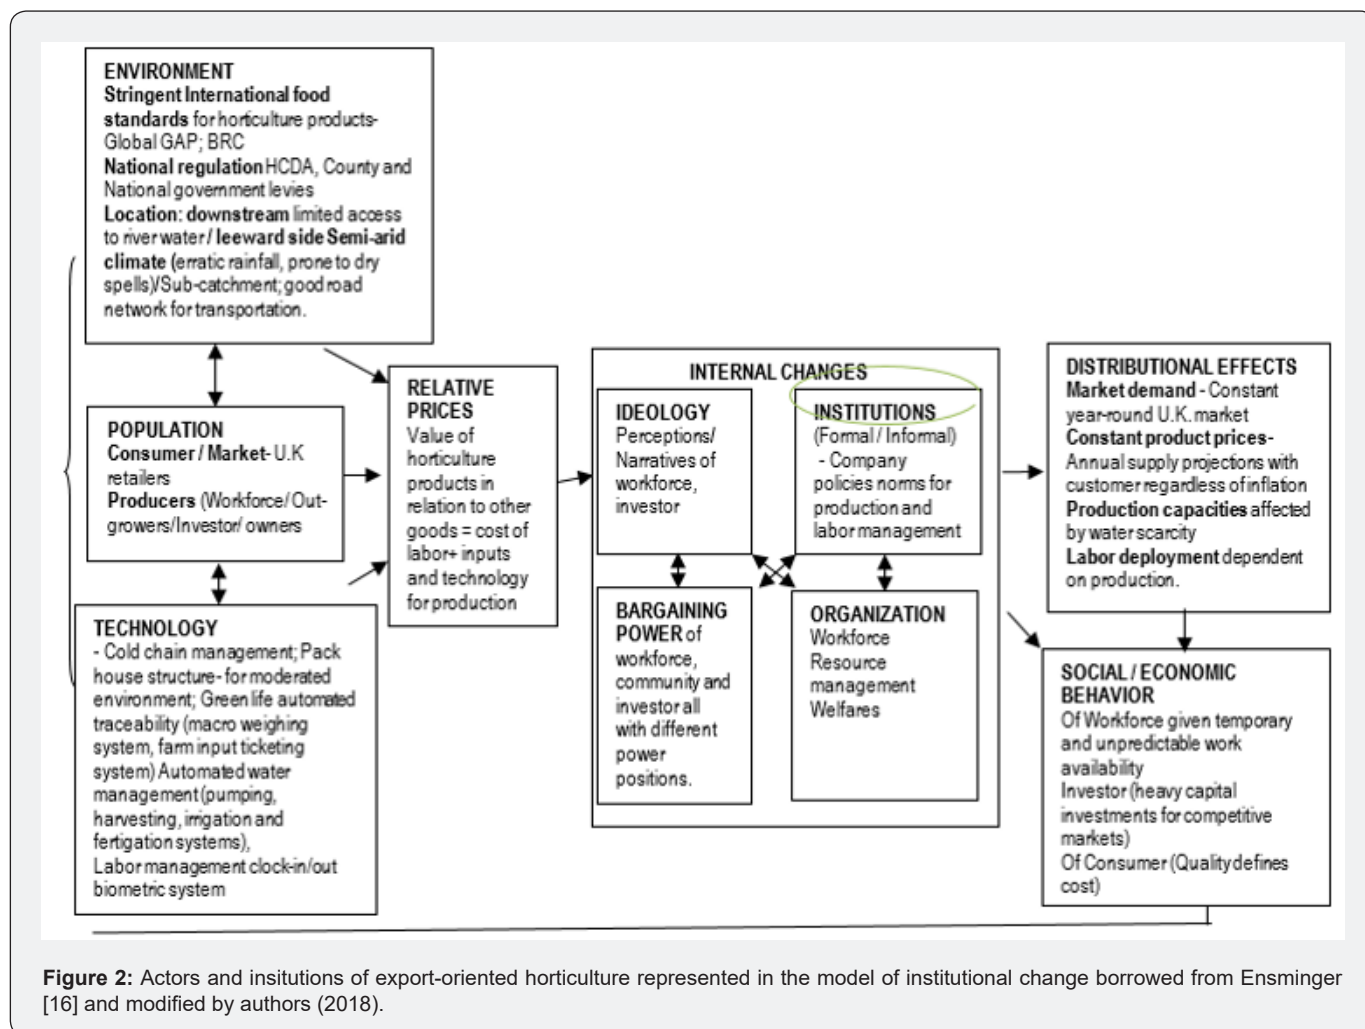 ENVIRONMENT
Stringent International food
standards for horticulture products-
Global GAP; BRC
National regulation HCDA, County and
National government levies
Location: downstream limited access
to river water / leeward side Semi-arid
climate (erratic rainfall, prone to dry
spells)/Sub-catchment; good road
network for transportation.
POPULATION
Consumer / Market- U.K
retailers
Producers (Workforce/ Out-
growers/Investor/ owners
TECHNOLOGY
- Cold chain management; Pack
house structure- for moderated
environment; Green life automated
traceability (macro weighing
system, farm input ticketing
system) Automated water
management (pumping,
harvesting, irrigation and
fertigation systems),
Labor management clock-in/out
biometric system
RELATIVE
PRICES
Value of
horticulture
products in
relation to other
goods = cost of
labor+ inputs
and technology
for production
INTERNAL CHANGES
IDEOLOGY
Perceptions/
Narratives of
workforce,
investor
INSTITUTIONS
(Formal / Informal)
- Company
policies norms for
production and
labor management
BARGAINING
POWER of
workforce,
community and
investor all
with different
power
positions.
ORGANIZATION
Workforce
Resource
management
Welfares
DISTRIBUTIONAL EFFECTS
Market demand - Constant
year-round U.K. market
Constant product prices-
Annual supply projections with
customer regardless of inflation
Production capacities affected
by water scarcity
Labor deployment dependent
on production.
SOCIAL / ECONOMIC
BEHAVIOR
Of Workforce given temporary
and unpredictable work
availability
Investor (heavy capital
investments for competitive
markets)
Of Consumer (Quality defines
cost)
Figure 2: Actors and insitutions of export-oriented horticulture represented in the model of institutional change borrowed from Ensminger
[16] and modified by authors (2018).